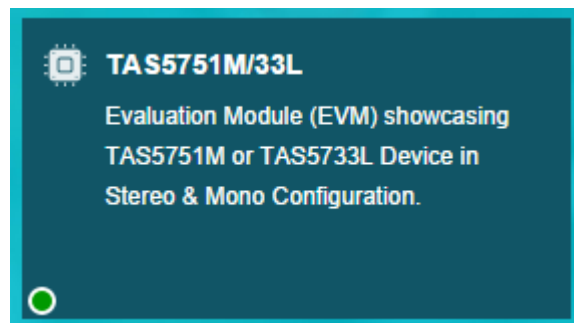 TAS5751M/33L
Evaluation Module (EVM) showcasing
TAS5751M or TAS5733L Device in
Stereo & Mono Configuration.